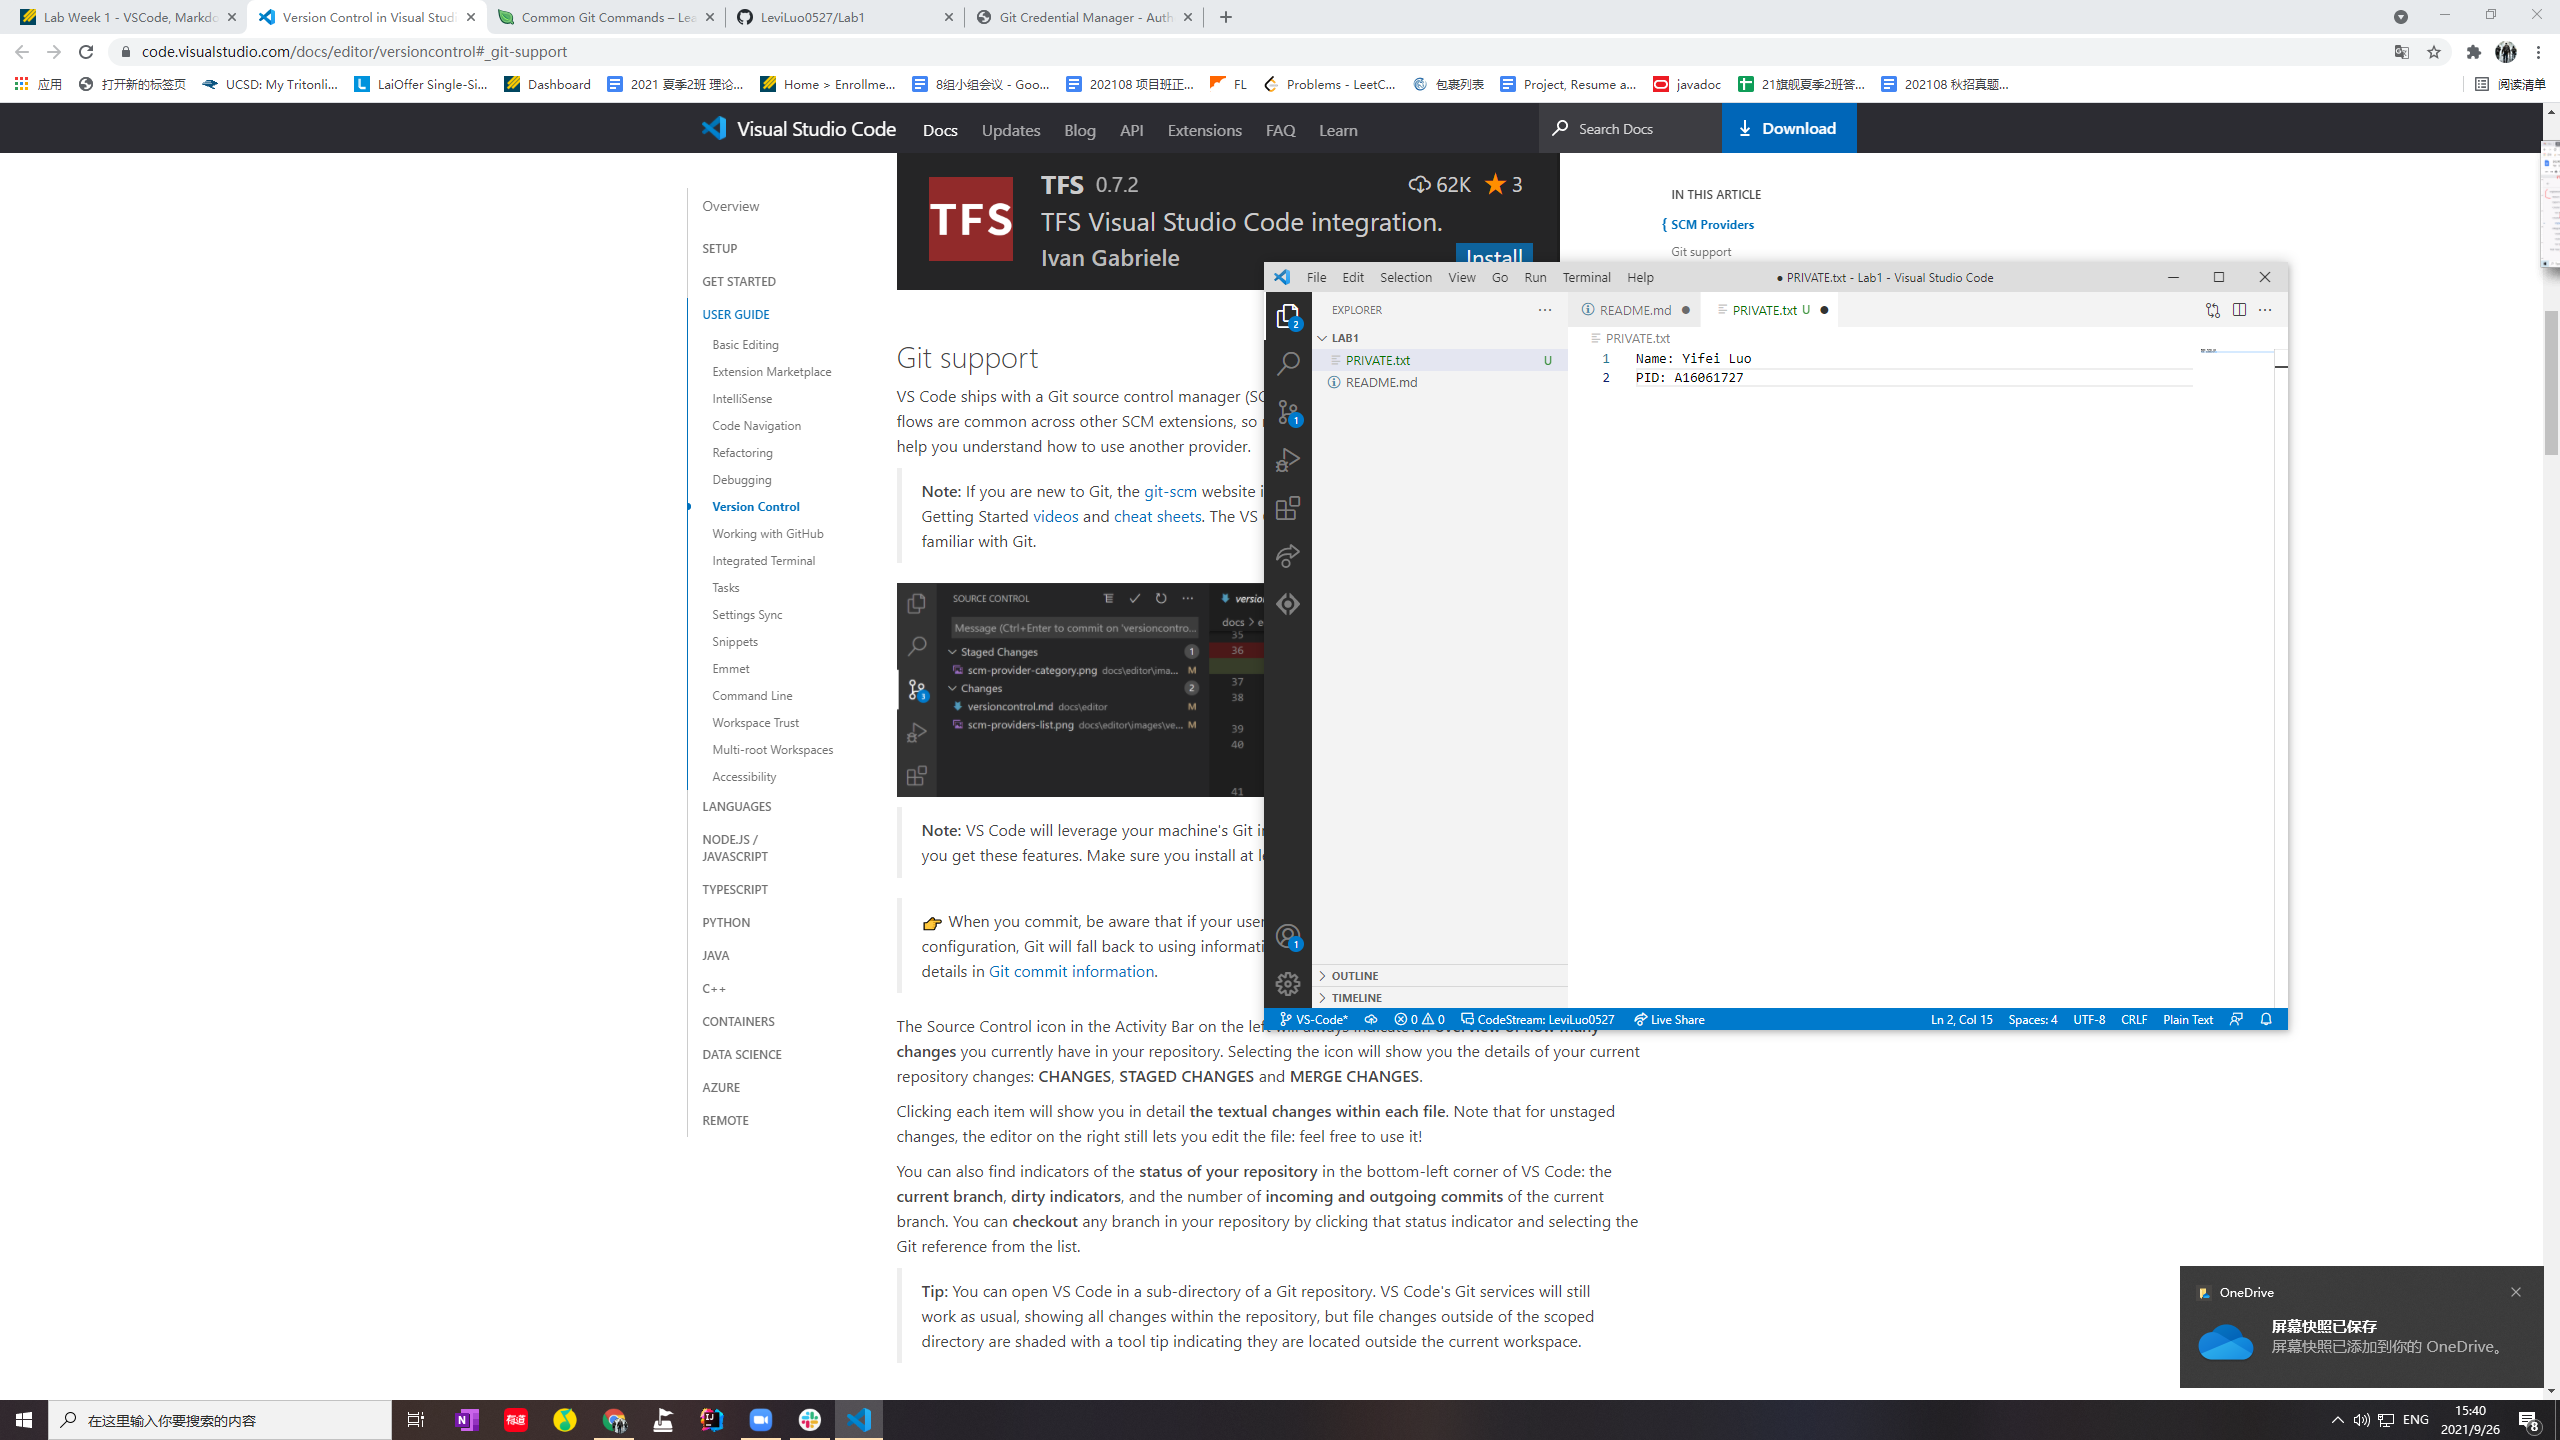 Lab Week 1 - VSCode, Markdo
Version Control in Visual Studi
Common Git Commands – Lea
LeviLuo0527/Lab1
Git Credential Manager - Auth
code.visualstudio.com/docs/editor/versioncontrol#_git-support
应用
打开新的标签页
UCSD: My Tritonli...
LaiOffer Single-Si...
Dashboard
2021 夏季2班 理论...
Home > Enrollme...
8组小组会议 - Goo...
202108 项目班正...
FL
Problems - LeetC...
包裹列表
Project, Resume a...
javadoc
21旗舰夏季2班答...
202108 秋招真题...
阅读清单
Visual Studio Code
Docs
Updates
Blog
API
Extensions
FAQ
Learn
Search Docs
Download
Overview
SETUP
GET STARTED
USER GUIDE
Basic Editing
Extension Marketplace
IntelliSense
Code Navigation
Refactoring
Debugging
Version Control
Working with GitHub
Integrated Terminal
Tasks
Settings Sync
Snippets
Emmet
Command Line
Workspace Trust
Multi-root Workspaces
Accessibility
LANGUAGES
NODE.JS /
JAVASCRIPT
TYPESCRIPT
PYTHON
JAVA
C++
CONTAINERS
DATA SCIENCE
AZURE
REMOTE
TFS
TFS 0.7.2
62K ★ 3
TFS Visual Studio Code integration.
Ivan Gabriele
Install
IN THIS ARTICLE
SCM Providers
Git support
Git support
VS Code ships with a Git source control manager (SC
flows are common across other SCM extensions, so
help you understand how to use another provider.
Note: If you are new to Git, the git-scm website i
Getting Started videos and cheat sheets. The VS
familiar with Git.
SOURCE CONTROL
Message (Ctrl+Enter to commit on 'versioncontro...
Staged Changes 1
scm-provider-category.png docs\editor\ima... M
Changes 2
versioncontrol.md docs\editor M
scm-providers-list.png docs\editor\images\ve... M
3
version
docs > e
35
36
37
38
39
40
41
Note: VS Code will leverage your machine's Git in
you get these features. Make sure you install at le
👉 When you commit, be aware that if your user
configuration, Git will fall back to using informati
details in Git commit information.
The Source Control icon in the Activity Bar on the left will always indicate an overview of how many
changes you currently have in your repository. Selecting the icon will show you the details of your current
repository changes: CHANGES, STAGED CHANGES and MERGE CHANGES.
Clicking each item will show you in detail the textual changes within each file. Note that for unstaged
changes, the editor on the right still lets you edit the file: feel free to use it!
You can also find indicators of the status of your repository in the bottom-left corner of VS Code: the
current branch, dirty indicators, and the number of incoming and outgoing commits of the current
branch. You can checkout any branch in your repository by clicking that status indicator and selecting the
Git reference from the list.
Tip: You can open VS Code in a sub-directory of a Git repository. VS Code's Git services will still
work as usual, showing all changes within the repository, but file changes outside of the scoped
directory are shaded with a tool tip indicating they are located outside the current workspace.
File Edit Selection View Go Run Terminal Help
● PRIVATE.txt - Lab1 - Visual Studio Code
2
1
1
EXPLORER
LAB1
PRIVATE.txt U
README.md
README.md ●
PRIVATE.txt U ●
PRIVATE.txt
1 Name: Yifei Luo
2 PID: A16061727
OUTLINE
TIMELINE
VS-Code*
0 0
CodeStream: LeviLuo0527
Live Share
Ln 2, Col 15
Spaces: 4
UTF-8
CRLF
Plain Text
OneDrive
屏幕快照已保存
屏幕快照已添加到你的 OneDrive。
在这里输入你要搜索的内容
有道
ENG
15:40
2021/9/26
8